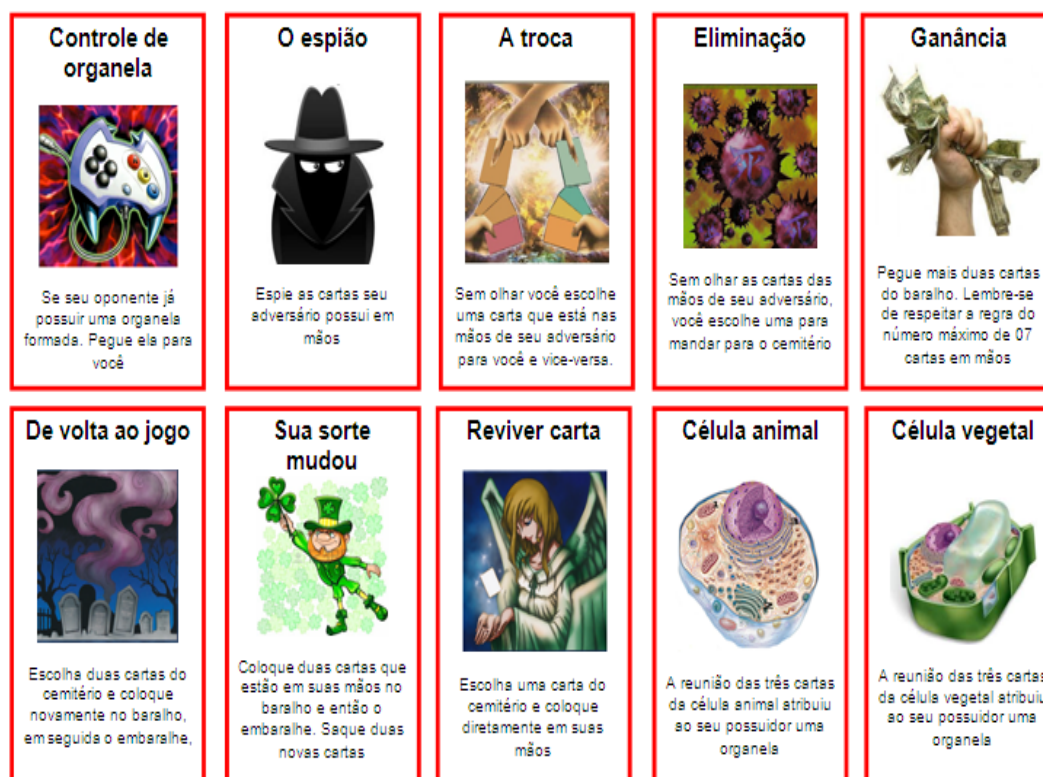 Controle de
organela
Se seu oponente já
possuir uma organela
formada. Pegue ela para
você
O espião
Espie as cartas seu
adversário possui em
mãos
A troca
Sem olhar você escolhe
uma carta que está nas
mãos de seu adversário
para você e vice-versa.
Eliminação
Sem olhar as cartas das
mãos de seu adversário,
você escolhe uma para
mandar para o cemitério
Ganância
Pegue mais duas cartas
do baralho. Lembre-se
de respeitar a regra do
número máximo de 07
cartas em mãos
De volta ao jogo
Escolha duas cartas do
cemitério e coloque
novamente no baralho,
em seguida o embaralhe,
Sua sorte
mudou
Coloque duas cartas que
estão em suas mãos no
baralho e então o
embaralhe. Saque duas
novas cartas
Reviver carta
Escolha uma carta do
cemitério e coloque
diretamente em suas
mãos
Célula animal
A reunião das três cartas
da célula animal atribuiu
ao seu possuidor uma
organela
Célula vegetal
A reunião das três cartas
da célula vegetal atribuiu
ao seu possuidor uma
organela